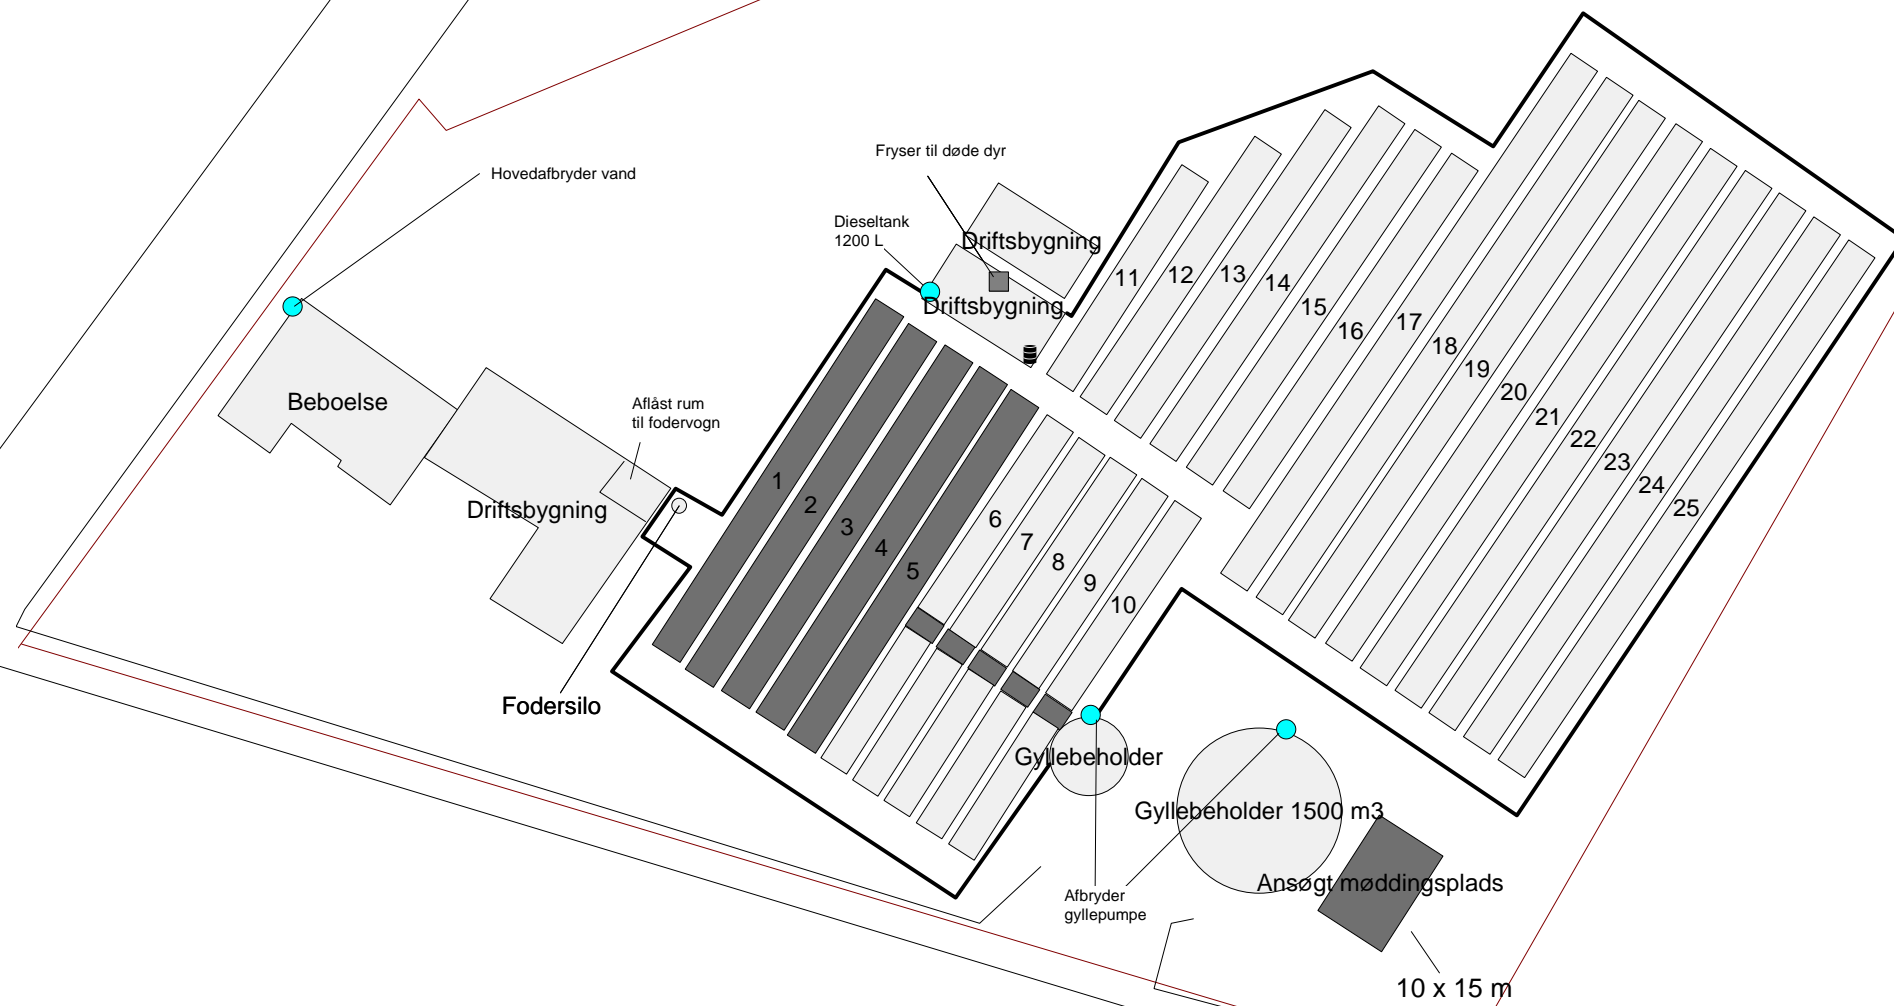 Hovedafbryder vand
Fryser til døde dyr
Dieseltank
1200 L
Driftsbygning
Driftsbygning
Beboelse
Aflåst rum
til fodervogn
Driftsbygning
Fodersilo
1
2
3
4
5
6
7
8
9
10
11
12
13
14
15
16
17
18
19
20
21
22
23
24
25
Gyllebeholder
Gyllebeholder 1500 m3
Ansøgt møddingsplads
Afbryder
gyllepumpe
10 x 15 m